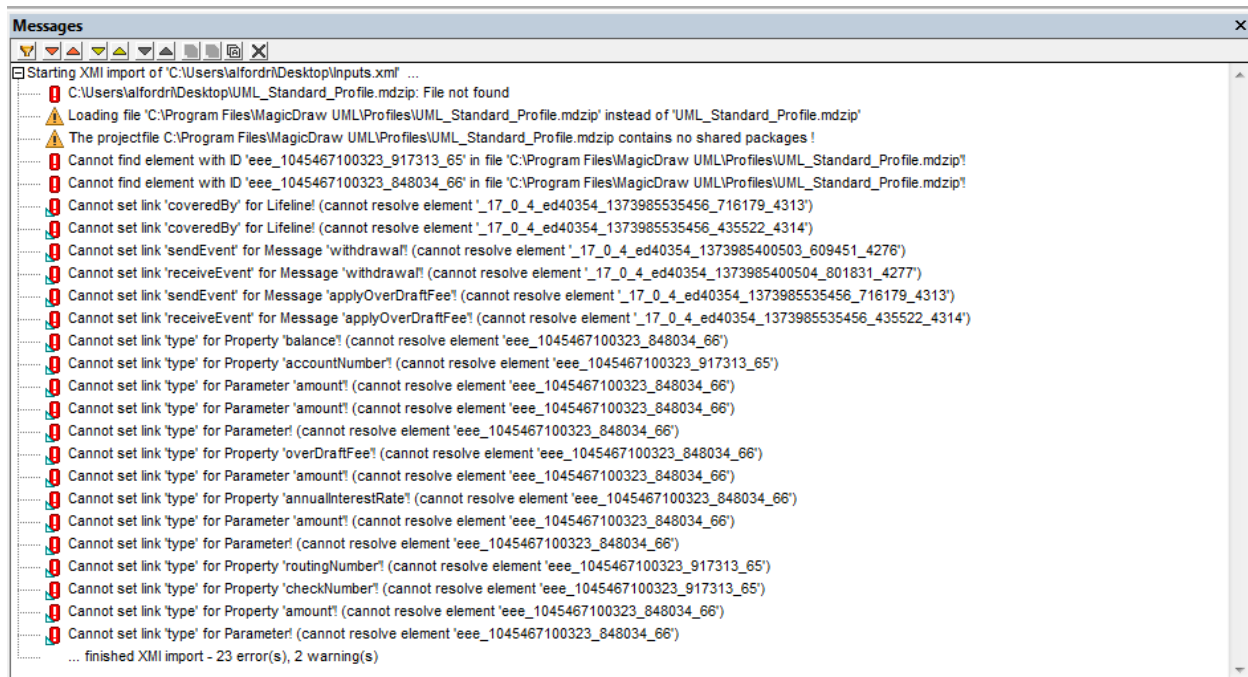 Messages
Starting XMI import of 'C:\Users\alfordri\Desktop\Inputs.xml' ...
C:\Users\alfordri\Desktop\UML_Standard_Profile.mdzip: File not found
Loading file 'C:\Program Files\MagicDraw UML\Profiles\UML_Standard_Profile.mdzip' instead of 'UML_Standard_Profile.mdzip'
The projectfile C:\Program Files\MagicDraw UML\Profiles\UML_Standard_Profile.mdzip contains no shared packages !
Cannot find element with ID 'eee_1045467100323_917313_65' in file 'C:\Program Files\MagicDraw UML\Profiles\UML_Standard_Profile.mdzip'!
Cannot find element with ID 'eee_1045467100323_848034_66' in file 'C:\Program Files\MagicDraw UML\Profiles\UML_Standard_Profile.mdzip'!
Cannot set link 'coveredBy' for Lifeline! (cannot resolve element '_17_0_4_ed40354_1373985535456_716179_4313')
Cannot set link 'coveredBy' for Lifeline! (cannot resolve element '_17_0_4_ed40354_1373985535456_435522_4314')
Cannot set link 'sendEvent' for Message 'withdrawal'! (cannot resolve element '_17_0_4_ed40354_1373985400503_609451_4276')
Cannot set link 'receiveEvent' for Message 'withdrawal'! (cannot resolve element '_17_0_4_ed40354_1373985400504_801831_4277')
Cannot set link 'sendEvent' for Message 'applyOverDraftFee'! (cannot resolve element '_17_0_4_ed40354_1373985535456_716179_4313')
Cannot set link 'receiveEvent' for Message 'applyOverDraftFee'! (cannot resolve element '_17_0_4_ed40354_1373985535456_435522_4314')
Cannot set link 'type' for Property 'balance'! (cannot resolve element 'eee_1045467100323_848034_66')
Cannot set link 'type' for Property 'accountNumber'! (cannot resolve element 'eee_1045467100323_917313_65')
Cannot set link 'type' for Parameter 'amount'! (cannot resolve element 'eee_1045467100323_848034_66')
Cannot set link 'type' for Parameter 'amount'! (cannot resolve element 'eee_1045467100323_848034_66')
Cannot set link 'type' for Parameter! (cannot resolve element 'eee_1045467100323_848034_66')
Cannot set link 'type' for Property 'overDraftFee'! (cannot resolve element 'eee_1045467100323_848034_66')
Cannot set link 'type' for Parameter 'amount'! (cannot resolve element 'eee_1045467100323_848034_66')
Cannot set link 'type' for Property 'annualInterestRate'! (cannot resolve element 'eee_1045467100323_848034_66')
Cannot set link 'type' for Parameter 'amount'! (cannot resolve element 'eee_1045467100323_848034_66')
Cannot set link 'type' for Parameter! (cannot resolve element 'eee_1045467100323_848034_66')
Cannot set link 'type' for Property 'routingNumber'! (cannot resolve element 'eee_1045467100323_917313_65')
Cannot set link 'type' for Property 'checkNumber'! (cannot resolve element 'eee_1045467100323_917313_65')
Cannot set link 'type' for Property 'amount'! (cannot resolve element 'eee_1045467100323_848034_66')
Cannot set link 'type' for Parameter! (cannot resolve element 'eee_1045467100323_848034_66')
... finished XMI import - 23 error(s), 2 warning(s)